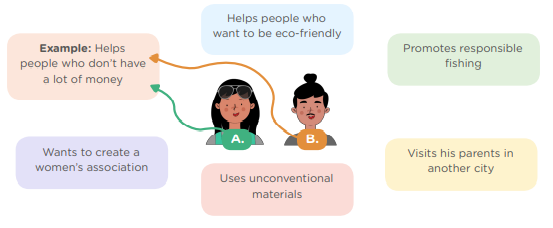 Example: Helps
people who don't have
a lot of money
Helps people who
want to be eco-friendly
Promotes responsible
fishing
A.
B.
Wants to create a
women's association
Uses unconventional
materials
Visits his parents in
another city